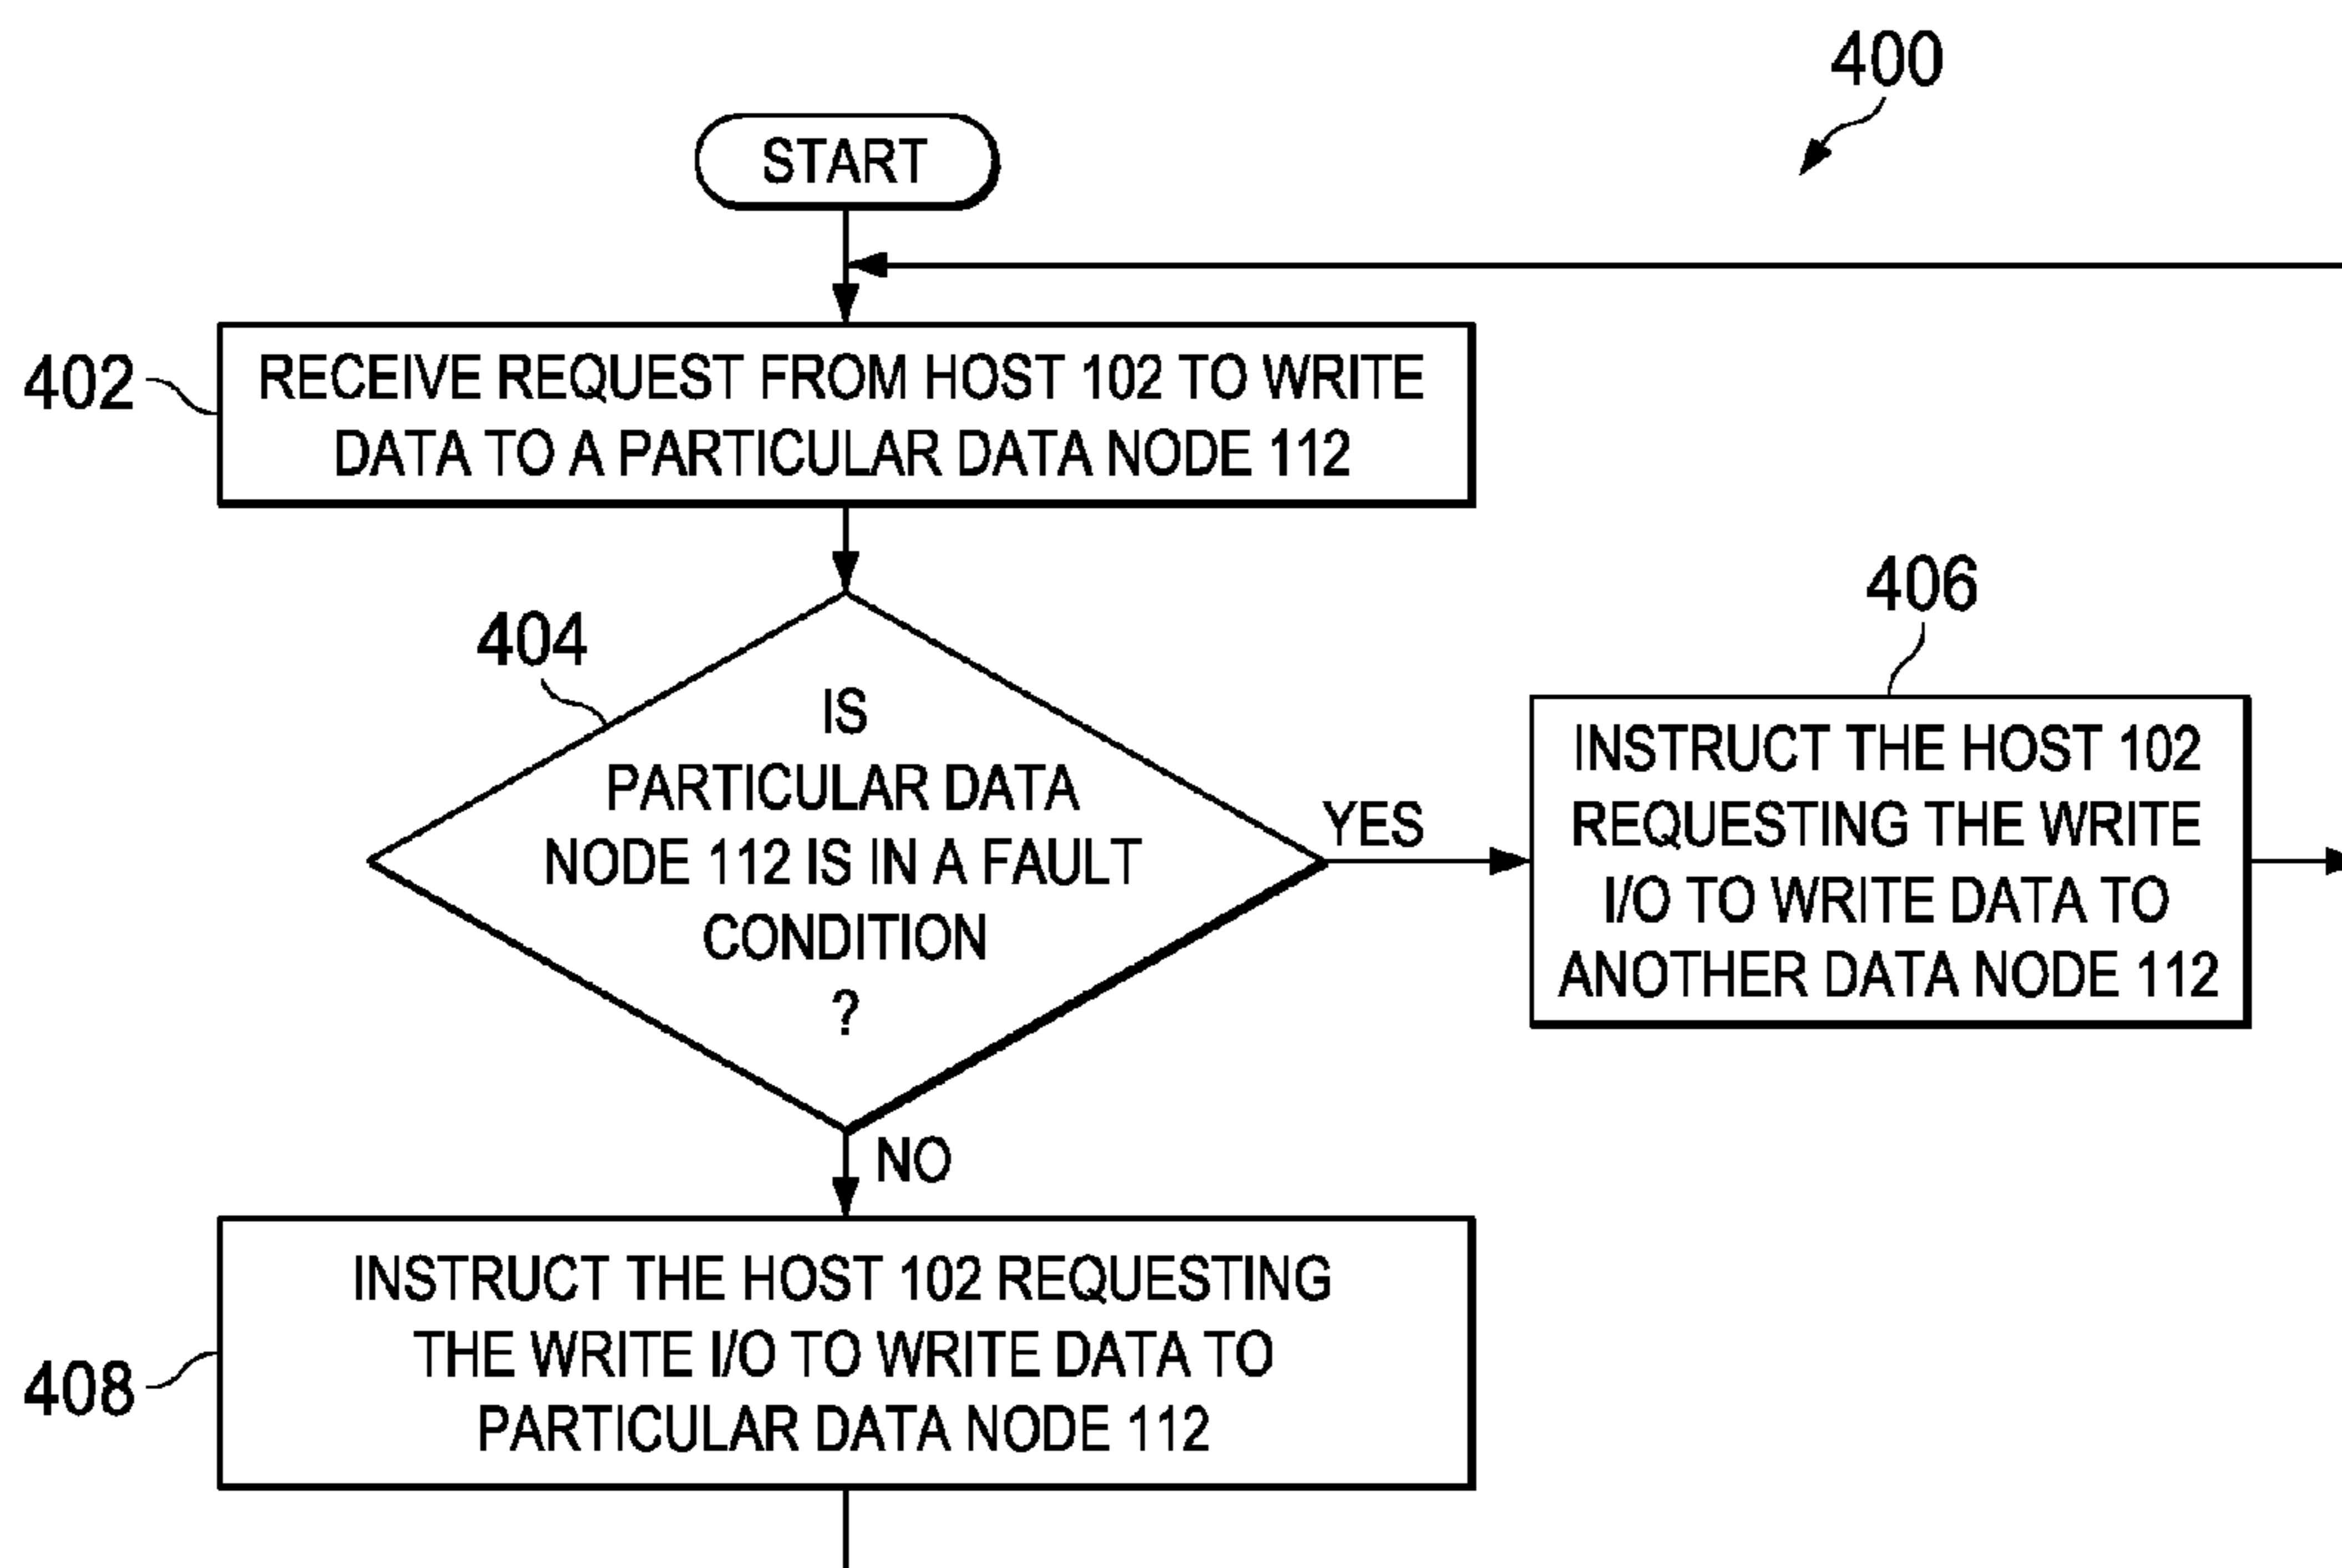 400
START
402
RECEIVE REQUEST FROM HOST 102 TO WRITE
DATA TO A PARTICULAR DATA NODE 112
404
IS
PARTICULAR DATA
NODE 112 IS IN A FAULT
CONDITION
?
YES
406
INSTRUCT THE HOST 102
REQUESTING THE WRITE
I/O TO WRITE DATA TO
ANOTHER DATA NODE 112
NO
408
INSTRUCT THE HOST 102 REQUESTING
THE WRITE I/O TO WRITE DATA TO
PARTICULAR DATA NODE 112